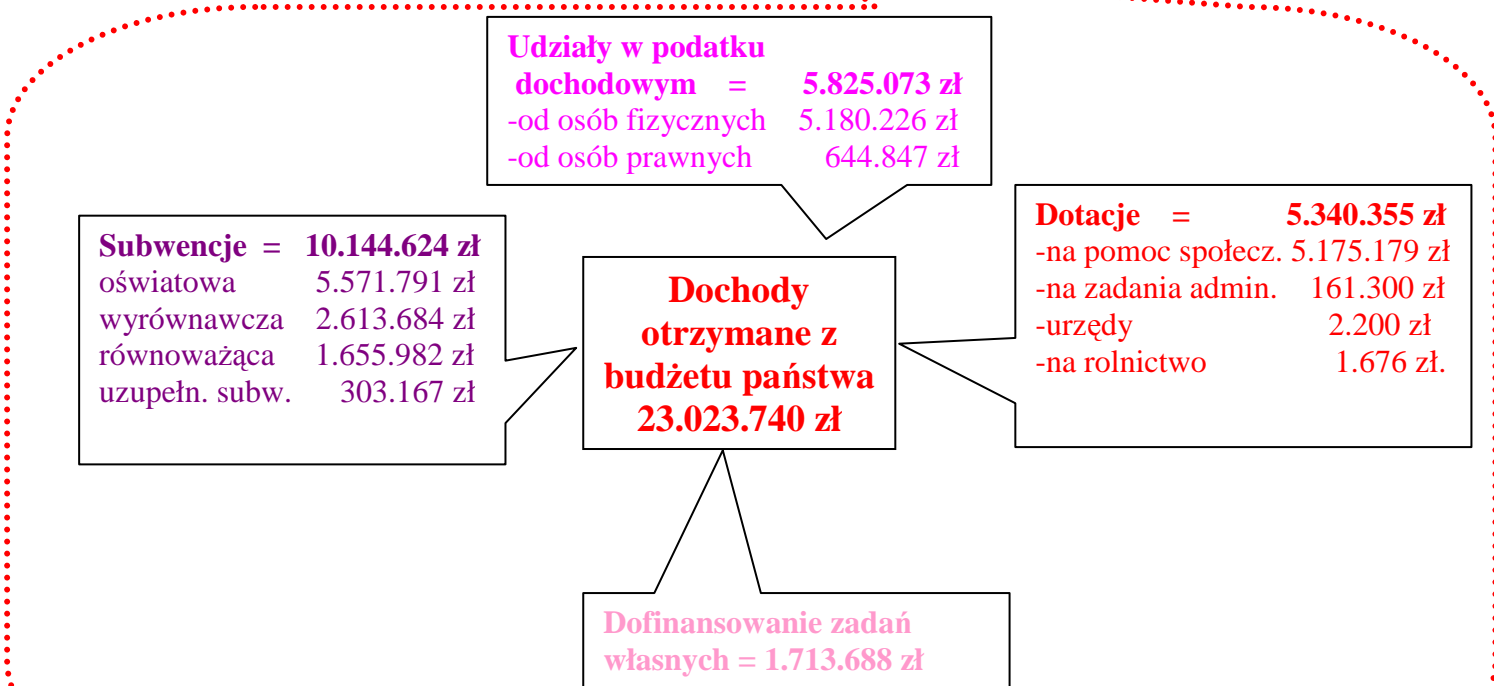 Udziały w podatku
dochodowym = 5.825.073 zł
-od osób fizycznych 5.180.226 zł
-od osób prawnych 644.847 zł
Subwencje = 10.144.624 zł
oświatowa 5.571.791 zł
wyrównawcza 2.613.684 zł
równoważąca 1.655.982 zł
uzupełn. subw. 303.167 zł
Dochody
otrzymane z
budżetu państwa
23.023.740 zł
Dotacje = 5.340.355 zł
-na pomoc społecz. 5.175.179 zł
-na zadania admin. 161.300 zł
-urzędy 2.200 zł
-na rolnictwo 1.676 zł.
Dofinansowanie zadań
własnych = 1.713.688 zł